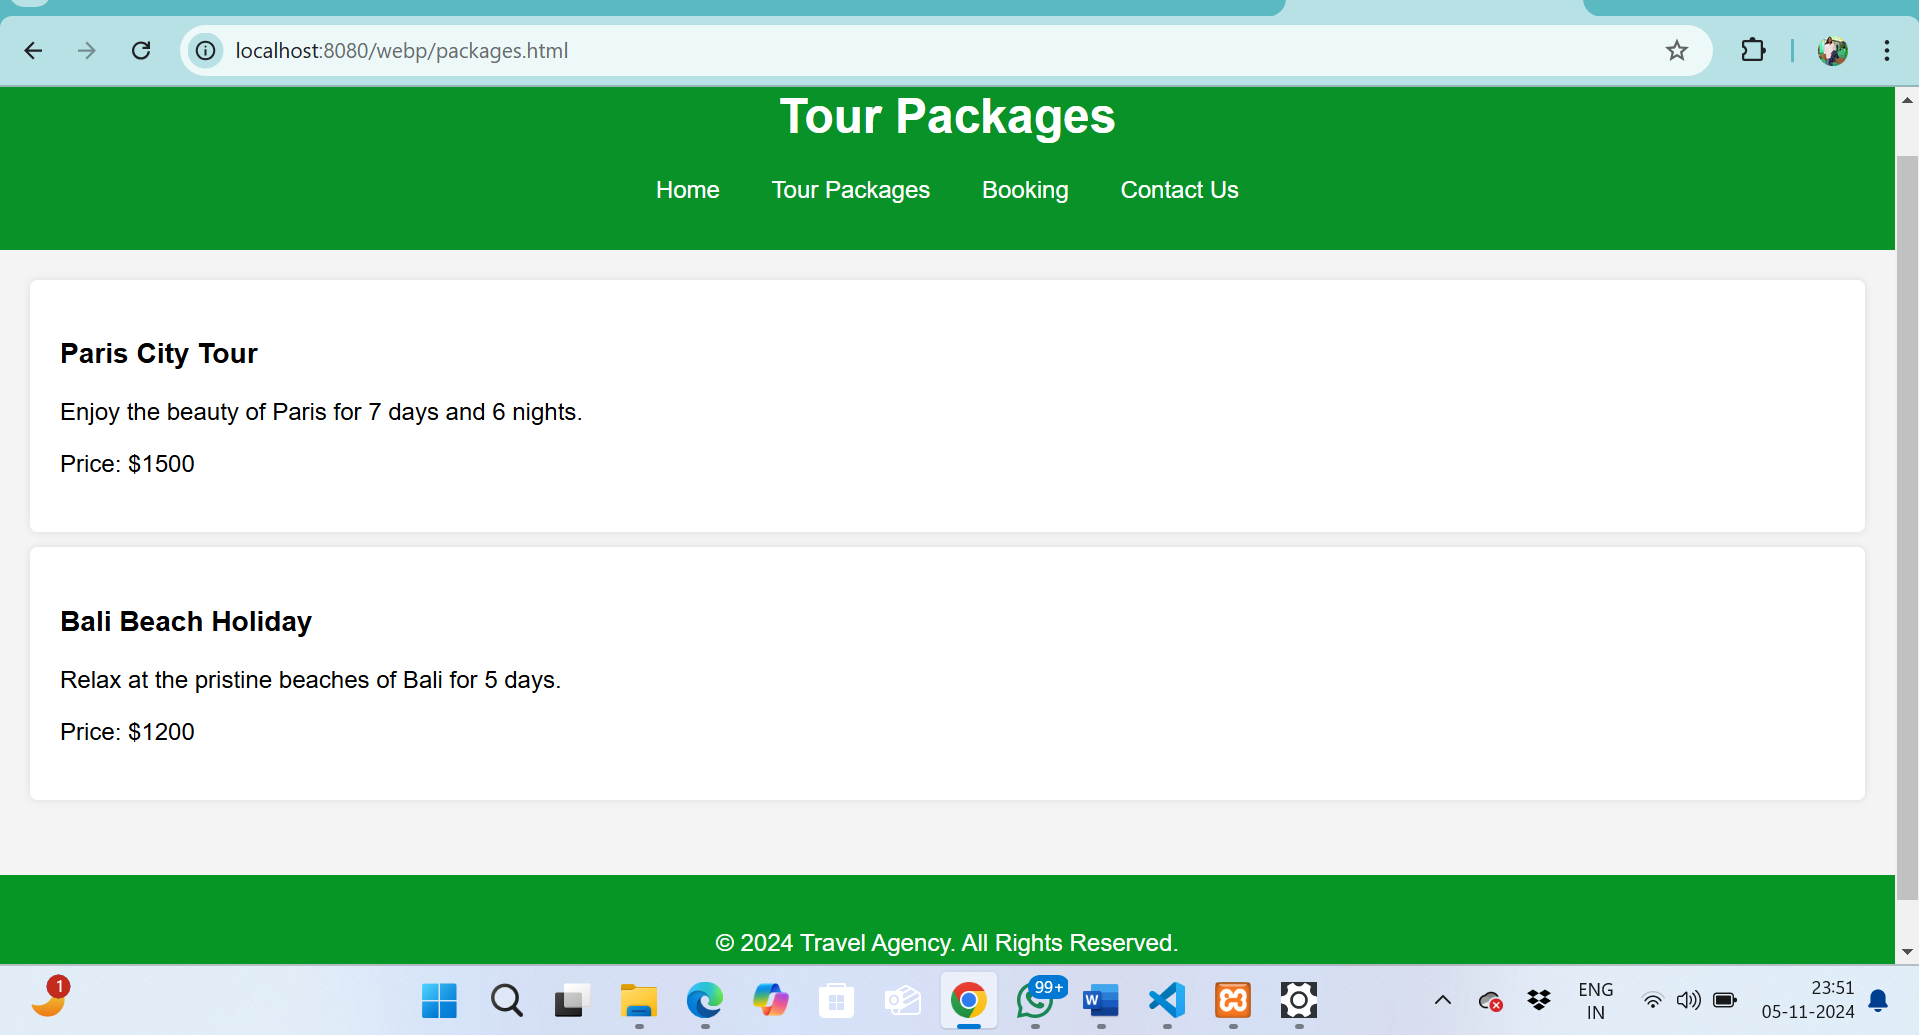 localhost:8080/webp/packages.html
Tour Packages
Home Tour Packages Booking Contact Us
Paris City Tour
Enjoy the beauty of Paris for 7 days and 6 nights.
Price: $1500
Bali Beach Holiday
Relax at the pristine beaches of Bali for 5 days.
Price: $1200
© 2024 Travel Agency. All Rights Reserved.
1
99+
W
ENG
IN
23:51
05-11-2024